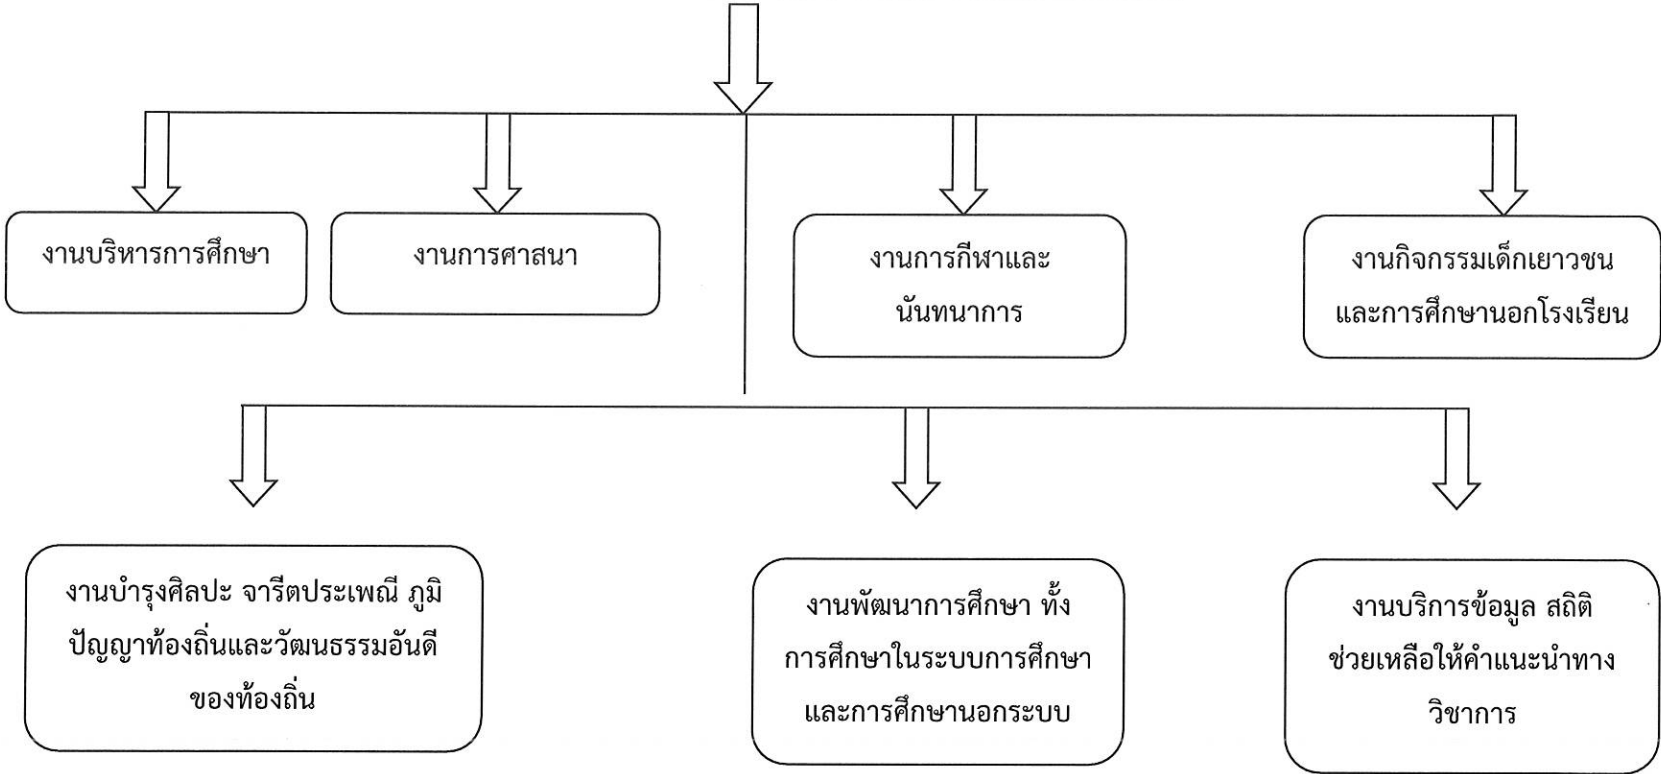 งานบริหารการศึกษา
งานการศาสนา
งานการกีฬาและ
นันทนาการ
งานกิจกรรมเด็กเยาวชน
และการศึกษานอกโรงเรียน
งานบำรุงศิลปะ จารีตประเพณี ภูมิ
ปัญญาท้องถิ่นและวัฒนธรรมอันดี
ของท้องถิ่น
งานพัฒนาการศึกษา ทั้ง
การศึกษาในระบบการศึกษา
และการศึกษานอกระบบ
งานบริการข้อมูล สถิติ
ช่วยเหลือให้คำแนะนำทาง
วิชาการ